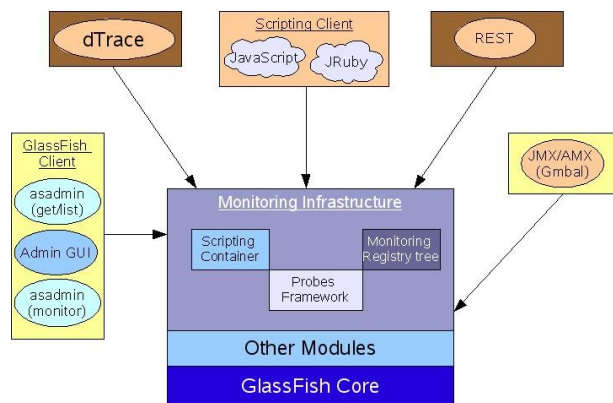 dTrace
Scripting Client
JavaScript
JRuby
REST
GlassFish
Client
asadmin
(get/list)
Admin GUI
asadmin
(monitor)
JMX/AMX
(Gmbal)
Monitoring Infrastructure
Scripting
Container
Monitoring
Registry tree
Probes
Framework
Other Modules
GlassFish Core